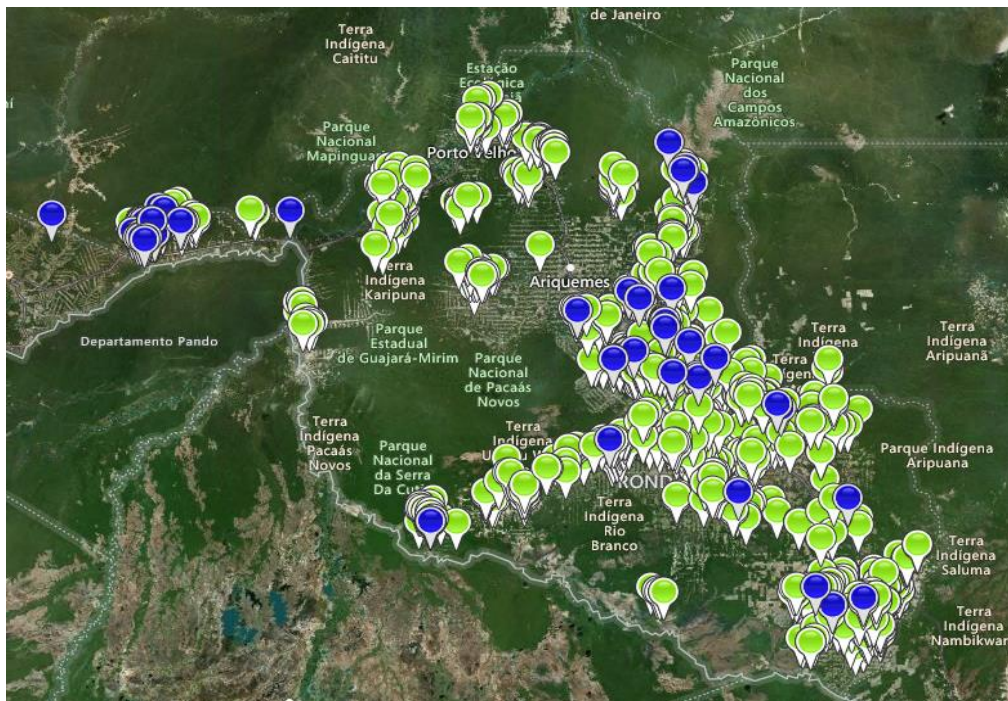 de Janeiro
Terra
Indígena
Caititu
Estação
Parque
Nacional
dos
Campos
Amazônicos
Parque
Nacional
Mapinguari
Porto Velho
Terra
Indígena
Karipuna
Ariquemes
Departamento Pando
Parque
Estadual
de Guajará-Mirim
Parque
Nacional
de Pacaás
Novos
Terra
Indígena
Terra
Indígena
Aripuanã
Terra
Indígena
Pacaás
Novos
Terra
Indígena
Parque
Nacional
da Serra
Da
Parque Indígena
Aripuana
Terra
Indígena
Rio
Branco
Terra
Indígena
Saluma
Terra
Indígena